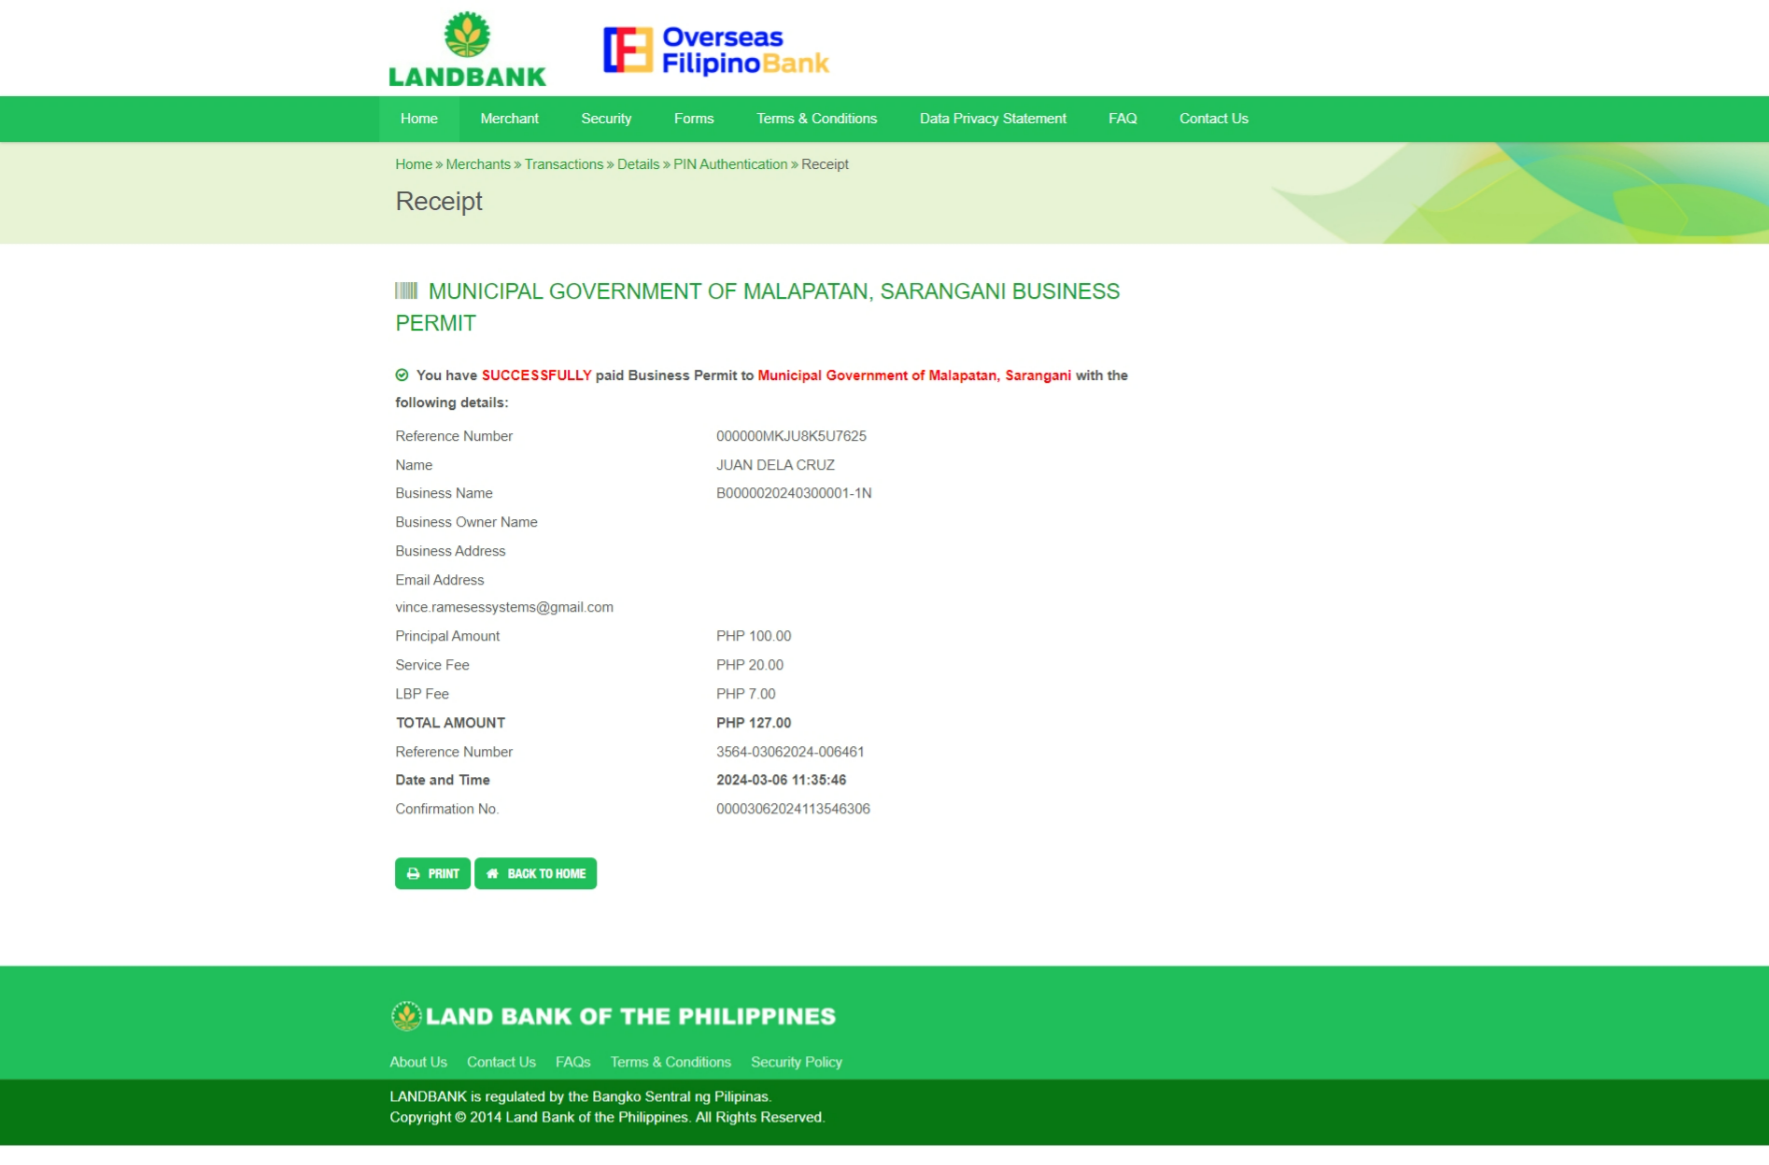 LANDBANK
Overseas
FilipinoBank
Home Merchant Security Forms Terms & Conditions Data Privacy Statement FAQ Contact Us
Home » Merchants » Transactions » Details » PIN Authentication » Receipt
Receipt
MUNICIPAL GOVERNMENT OF MALAPATAN, SARANGANI BUSINESS
PERMIT
You have SUCCESSFULLY paid Business Permit to Municipal Government of Malapatan, Sarangani with the
following details:
Reference Number 000000MKJU8K5U7625
Name JUAN DELA CRUZ
Business Name B0000020240300001-1N
Business Owner Name
Business Address
Email Address
vince.ramesessystems@gmail.com
Principal Amount PHP 100.00
Service Fee PHP 20.00
LBP Fee PHP 7.00
TOTAL AMOUNT PHP 127.00
Reference Number 3564-03062024-006461
Date and Time 2024-03-06 11:35:46
Confirmation No. 00003062024113546306
PRINT BACK TO HOME
LAND BANK OF THE PHILIPPINES
About Us Contact Us FAQs Terms & Conditions Security Policy
LANDBANK is regulated by the Bangko Sentral ng Pilipinas.
Copyright © 2014 Land Bank of the Philippines. All Rights Reserved.